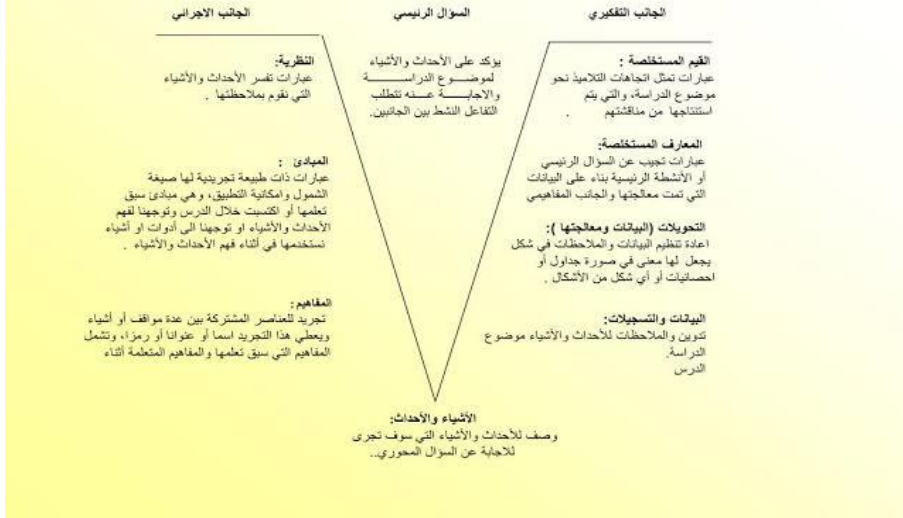 الجانب التفكيري
السؤال الرئيسي
الجانب الاجرائي
القيم المستخلصة :
عبارات تمثل اتجاهات التلاميذ نحو
موضوع الدراسة، والتي يتم
استنتاجها من مناقشتهم .
المعارف المستخلصة:
عبارات تجيب عن السؤال الرئيسي
أو الأنشطة الرئيسية بناء على البيانات
التي تمت معالجتها والجانب المفاهيمي
التحويلات (البيانات ومعالجتها ):
اعادة تنظيم البيانات والملاحظات في شكل
يجعل لها معنى في صورة جداول أو
احصائيات أو أي شكل من الأشكال .
البيانات والتسجيلات:
تدوين والملاحظات للأحداث والأشياء موضوع
الدراسة.
الدرس
يؤكد على الأحداث والأشياء
لموضوع الدراسة
والاجابة عنه تتطلب
التفاعل النشط بين الجانبين.
النظرية:
عبارات تفسر الأحداث والأشياء
التي نقوم بملاحظتها .
المبادئ :
عبارات ذات طبيعة تجريدية لها صيغة
الشمول وامكانية التطبيق، وهي مبادئ سبق
تعلمها أو اكتسبت خلال الدرس وتوجهنا لفهم
الأحداث والأشياء او توجهنا الى أدوات او أشياء
نستخدمها في أثناء فهم الأحداث والأشياء .
المفاهيم :
تجريد للعناصر المشتركة بين عدة مواقف أو أشياء
ويعطي هذا التجريد اسما أو عنوانا أو رمزا، وتشمل
المفاهيم التي سبق تعلمها والمفاهيم المتعلمة أثناء
الأشياء والأحداث:
وصف للأحداث والأشياء التي سوف تجرى
للاجابة عن السؤال المحوري..